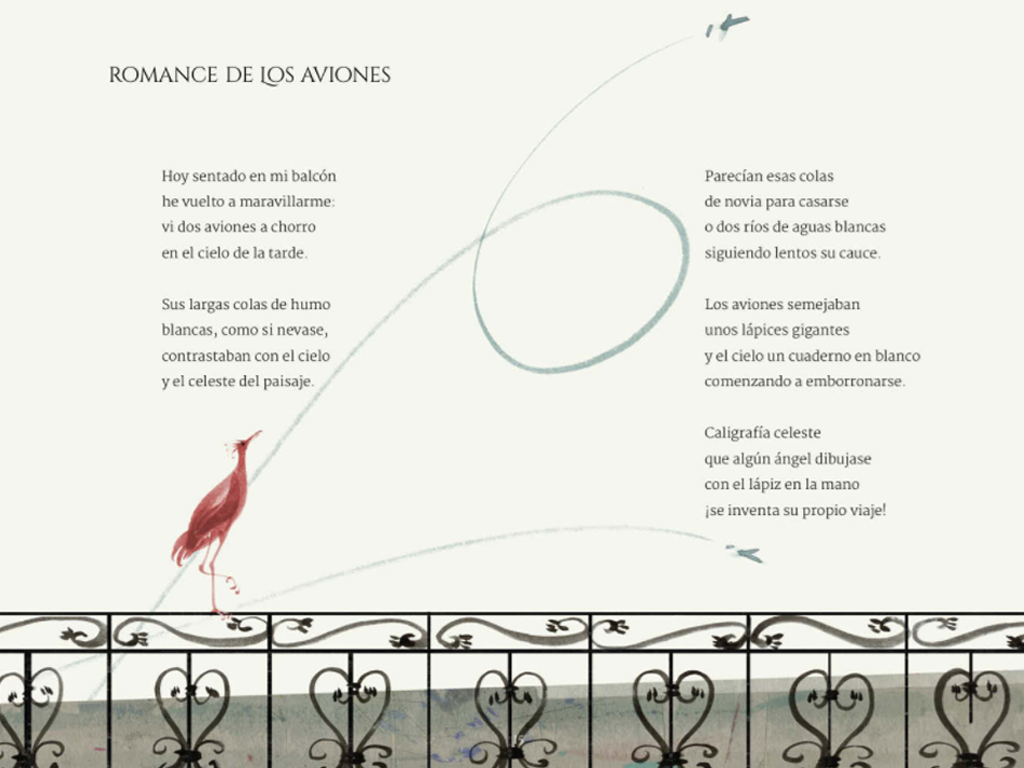 ROMANCE DE LOS AVIONES
Hoy sentado en mi balcón
he vuelto a maravillarme:
vi dos aviones a chorro
en el cielo de la tarde.
Sus largas colas de humo
blancas, como si nevase,
contrastaban con el cielo
y el celeste del paisaje.
Parecían esas colas
de novia para casarse
o dos ríos de aguas blancas
siguiendo lentos su cauce.
Los aviones semejaban
unos lápices gigantes
y el cielo un cuaderno en blanco
comenzando a emborronarse.
Caligrafía celeste
que algún ángel dibujase
con el lápiz en la mano
¡se inventa su propio viaje!